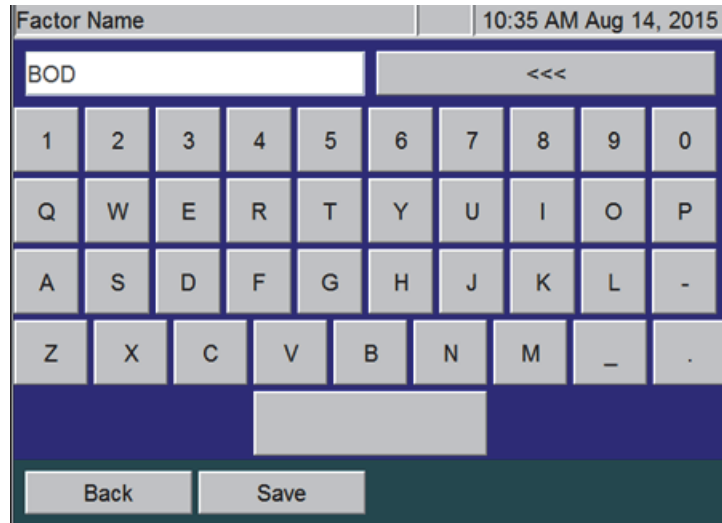 Factor Name 10:35 AM Aug 14, 2015
BOD <<<
1 2 3 4 5 6 7 8 9 0
Q W E R T Y U I O P
A S D F G H J K L -
Z X C V B N M _ .
Back Save